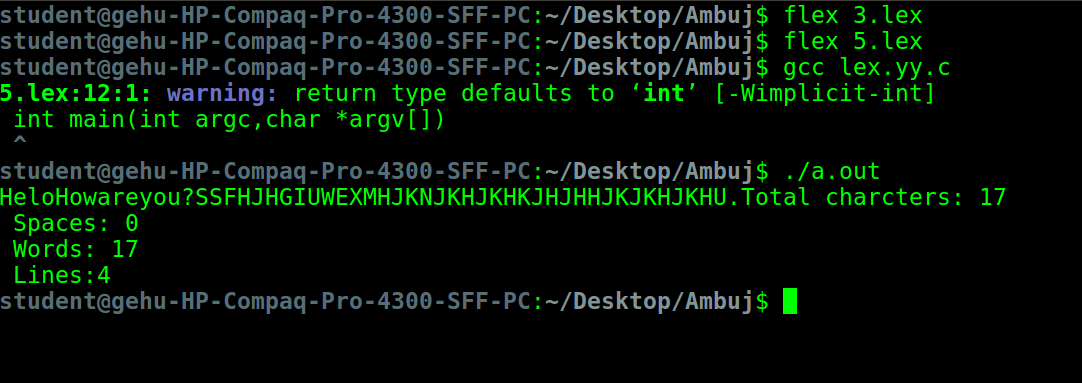 student@gehu-HP-Compaq-Pro-4300-SFF-PC:~/Desktop/Ambuj$ flex 3.lex
student@gehu-HP-Compaq-Pro-4300-SFF-PC:~/Desktop/Ambuj$ flex 5.lex
student@gehu-HP-Compaq-Pro-4300-SFF-PC:~/Desktop/Ambuj$ gcc lex.yy.c
5.lex:12:1: warning: return type defaults to ‘int’ [-Wimplicit-int]
 int main(int argc,char *argv[])
 ^
student@gehu-HP-Compaq-Pro-4300-SFF-PC:~/Desktop/Ambuj$ ./a.out
HeloHowareyou?SSFHJHGIUWEXMHJKNJKHJKHKJHJHHJKJKHJKHU.Total charcters: 17
 Spaces: 0
 Words: 17
 Lines:4
student@gehu-HP-Compaq-Pro-4300-SFF-PC:~/Desktop/Ambuj$